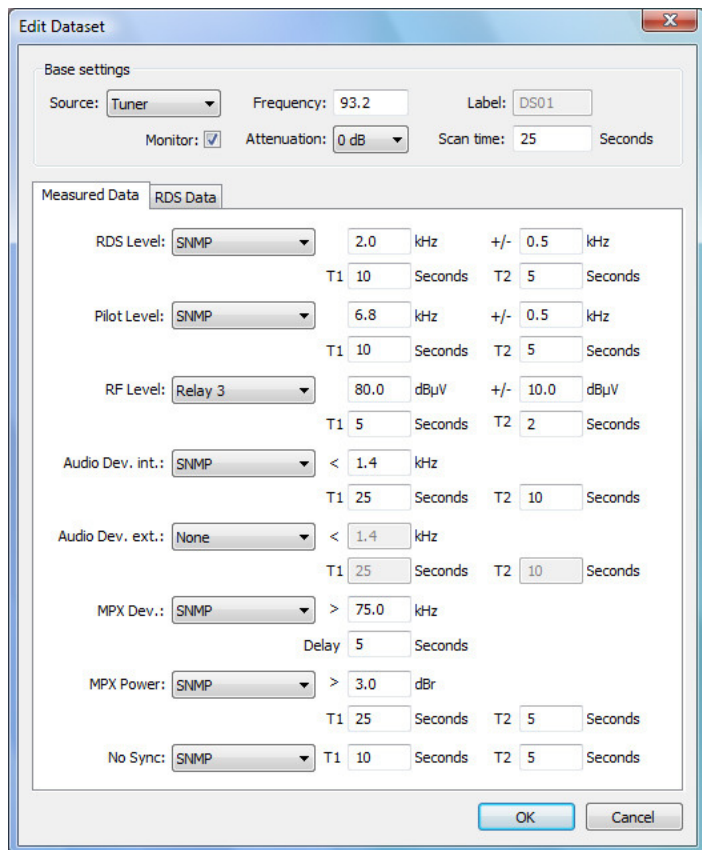 Edit Dataset
Base settings
Source: Tuner Frequency: 93.2 Label: DS01
Monitor: Attenuation: 0 dB Scan time: 25 Seconds
Measured Data RDS Data
RDS Level: SNMP 2.0 kHz +/- 0.5 kHz
T1 10 Seconds T2 5 Seconds
Pilot Level: SNMP 6.8 kHz +/- 0.5 kHz
T1 10 Seconds T2 5 Seconds
RF Level: Relay 3 80.0 dBµV +/- 10.0 dBµV
T1 5 Seconds T2 2 Seconds
Audio Dev. int.: SNMP < 1.4 kHz
T1 25 Seconds T2 10 Seconds
Audio Dev. ext.: None < 1.4 kHz
T1 25 Seconds T2 10 Seconds
MPX Dev.: SNMP > 75.0 kHz
Delay 5 Seconds
MPX Power: SNMP > 3.0 dBr
T1 25 Seconds T2 5 Seconds
No Sync: SNMP T1 10 Seconds T2 5 Seconds
OK Cancel